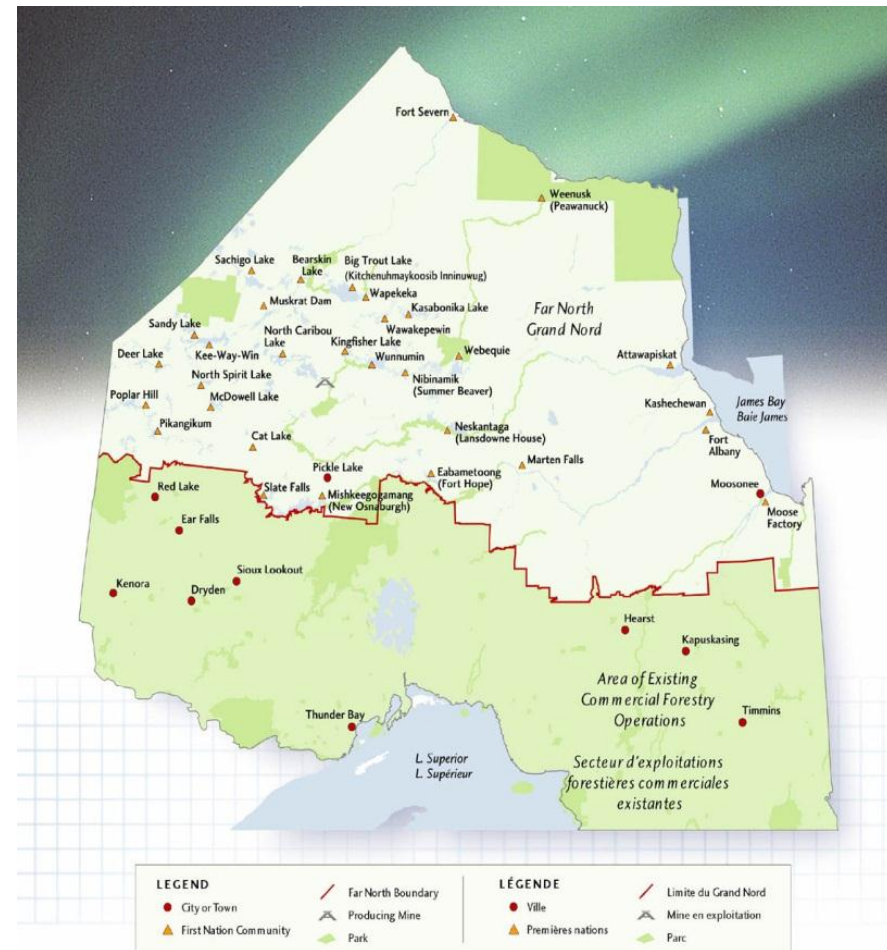 Fort Severn
Weenusk
(Peawanuck)
Sachigo Lake
Bearskin
Lake
Big Trout Lake
(Kitchenuhmaykoosib Inninuwug)
Wapekeka
Muskrat Dam
Kasabonika Lake
Far North
Grand Nord
Sandy Lake
North Caribou
Lake
Wawakepewin
Kingfisher Lake
Deer Lake
Kee-Way-Win
Wunnumin
Webequie
Attawapiskat
North Spirit Lake
Nibinamik
(Summer Beaver)
Poplar Hill
McDowell Lake
Kashechewan
James Bay
Baie James
Pikangikum
Cat Lake
Neskantaga
(Lansdowne House)
Fort
Albany
Marten Falls
Pickle Lake
Eabametoong
(Fort Hope)
Red Lake
Slate Falls
Mishkeegogamang
(New Osnaburgh)
Moosonee
Moose
Factory
Ear Falls
Sioux Lookout
Kenora
Dryden
Hearst
Kapuskasing
Area of Existing
Commercial Forestry
Operations
Thunder Bay
Timmins
L. Superior
L. Supérieur
Secteur d'exploitations
forestières commerciales
existantes
LEGEND
City or Town
First Nation Community
Far North Boundary
Producing Mine
Park
LÉGENDE
Ville
Premières nations
Limite du Grand Nord
Mine en exploitation
Parc